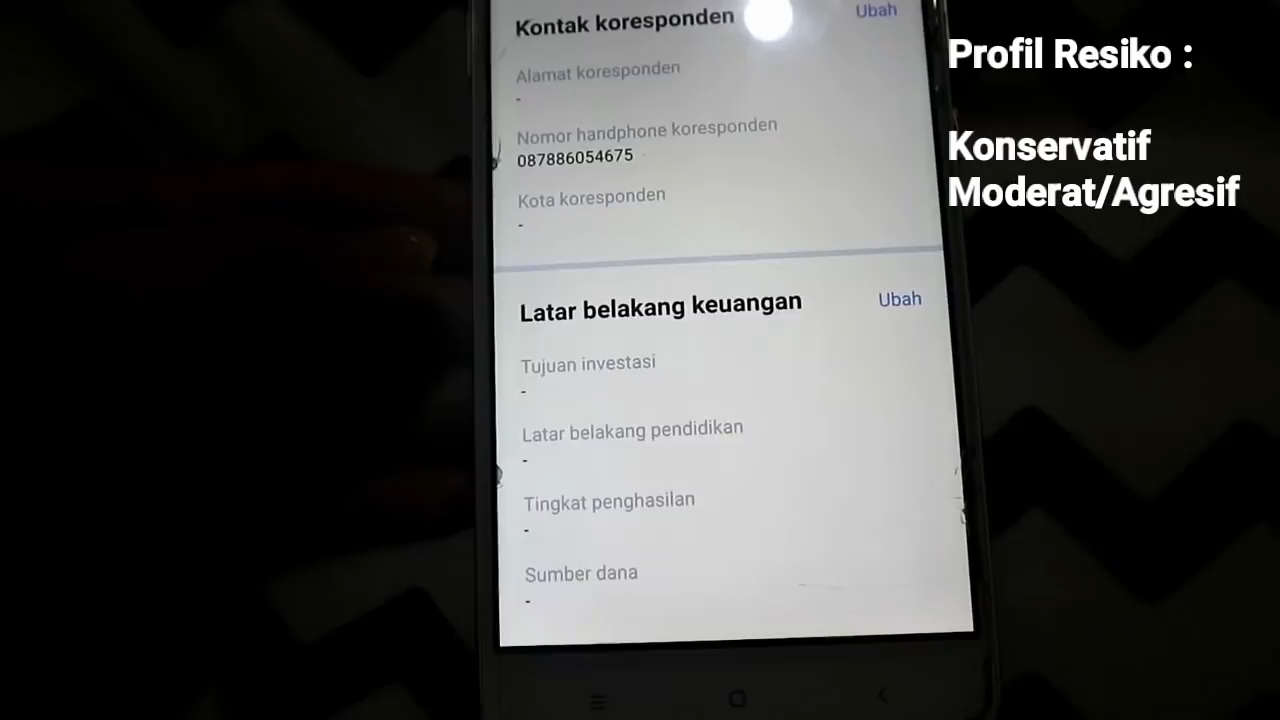 Kontak koresponden
Ubah
Alamat koresponden
-
Nomor handphone koresponden
087886054675
Kota koresponden
-
Latar belakang keuangan
Ubah
Tujuan investasi
-
Latar belakang pendidikan
-
Tingkat penghasilan
-
Sumber dana
-
Profil Resiko :
Konservatif
Moderat/Agresif